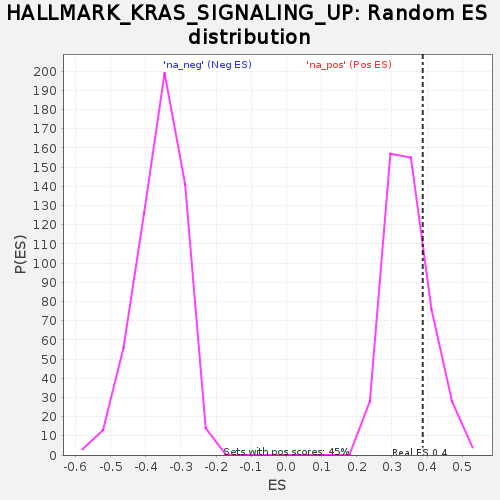 HALLMARK_KRAS_SIGNALING_UP: Random ES
distribution
'na_neg' (Neg ES) 'na_pos' (Pos ES)
200
190
180
170
160
150
140
130
120
110
100
90
80
70
60
50
40
30
20
10
0
P(ES)
Sets with pos scores: 45%
Real ES 0.4
-0.6 -0.5 -0.4 -0.3 -0.2 -0.1 0.0 0.1 0.2 0.3 0.4 0.5
ES